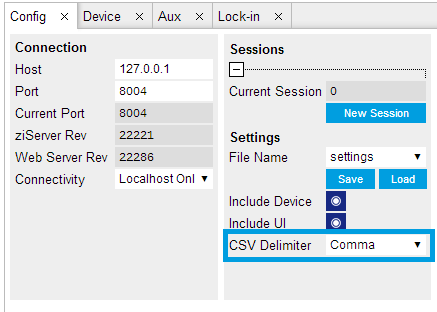 Config × Device × Aux × Lock-in ×
Connection
Host 127.0.0.1
Port 8004
Current Port 8004
ziServer Rev 22221
Web Server Rev 22286
Connectivity Localhost Onl
Sessions
Current Session 0
New Session
Settings
File Name settings
Save Load
Include Device
Include UI
CSV Delimiter Comma